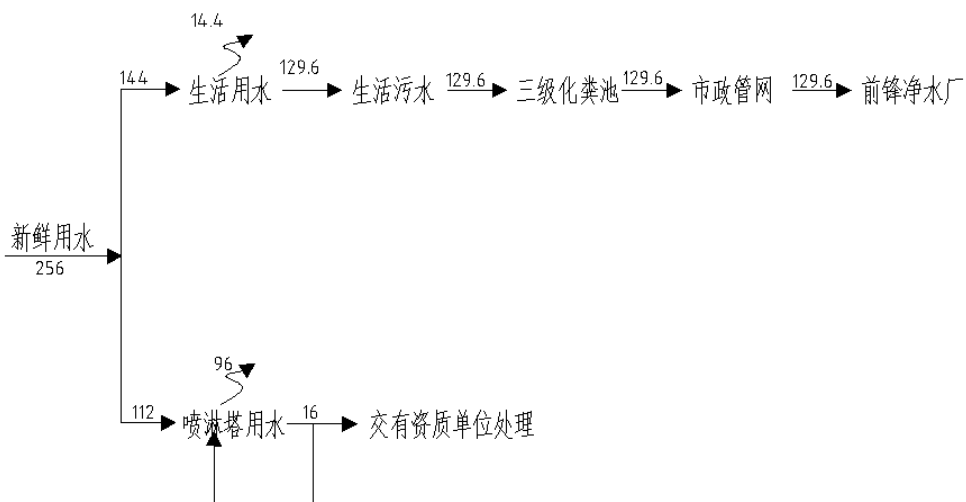 14.4
144
生活用水
129.6
生活污水
129.6
三级化粪池
129.6
市政管网
129.6
前锋净水厂
新鲜用水
256
96
112
喷淋塔用水
16
交有资质单位处理